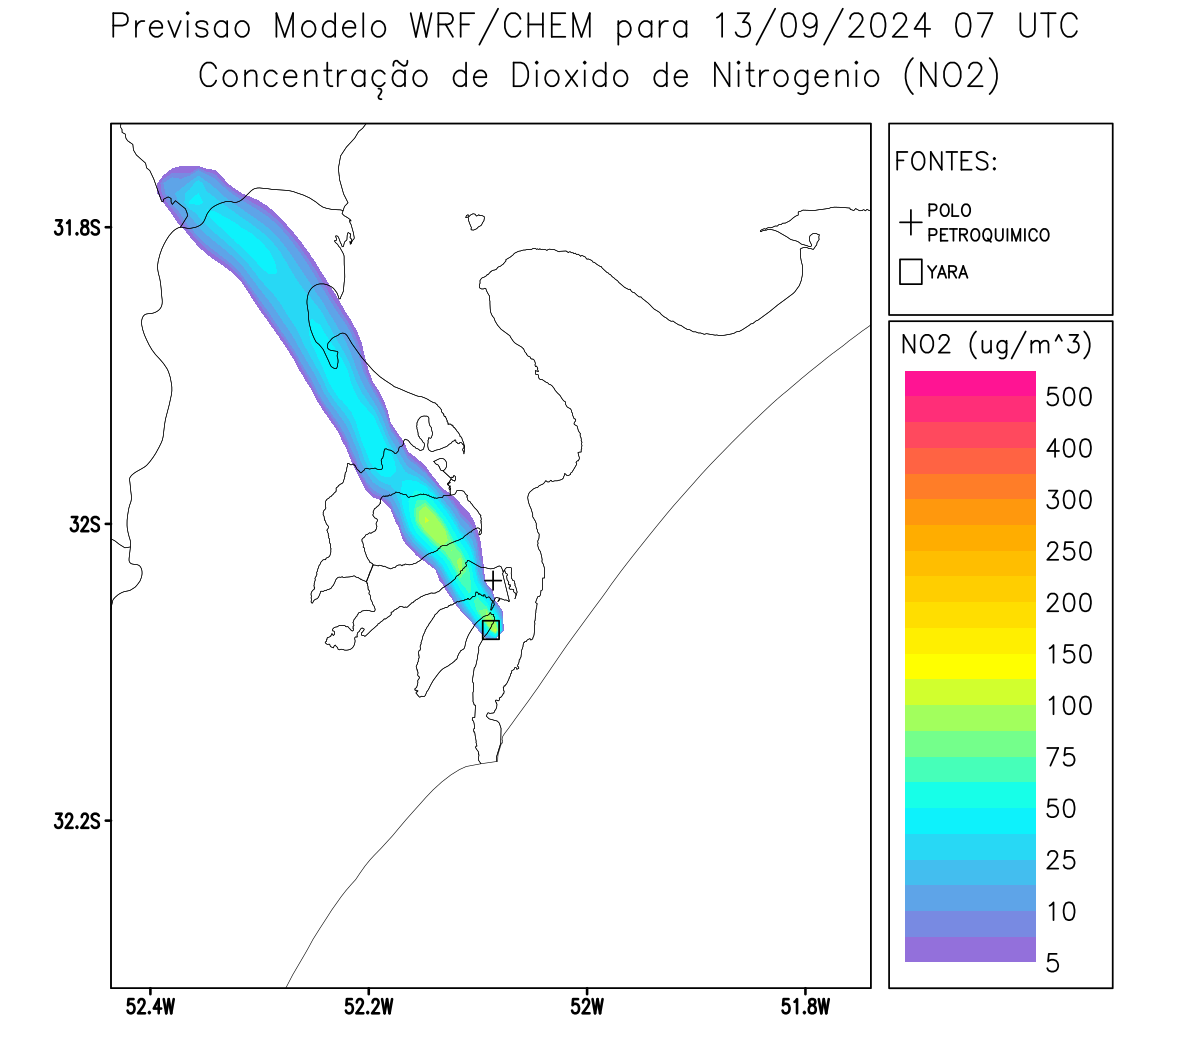 Previsao Modelo WRF/CHEM para 13/09/2024 07 UTC
Concentração de Dioxido de Nitrogenio (NO2)
FONTES:
POLO
PETROQUIMICO
YARA
NO2 (ug/m^3)
500
400
300
250
200
150
100
75
50
25
10
5
31.8S
32S
32.2S
52.4W
52.2W
52W
51.8W